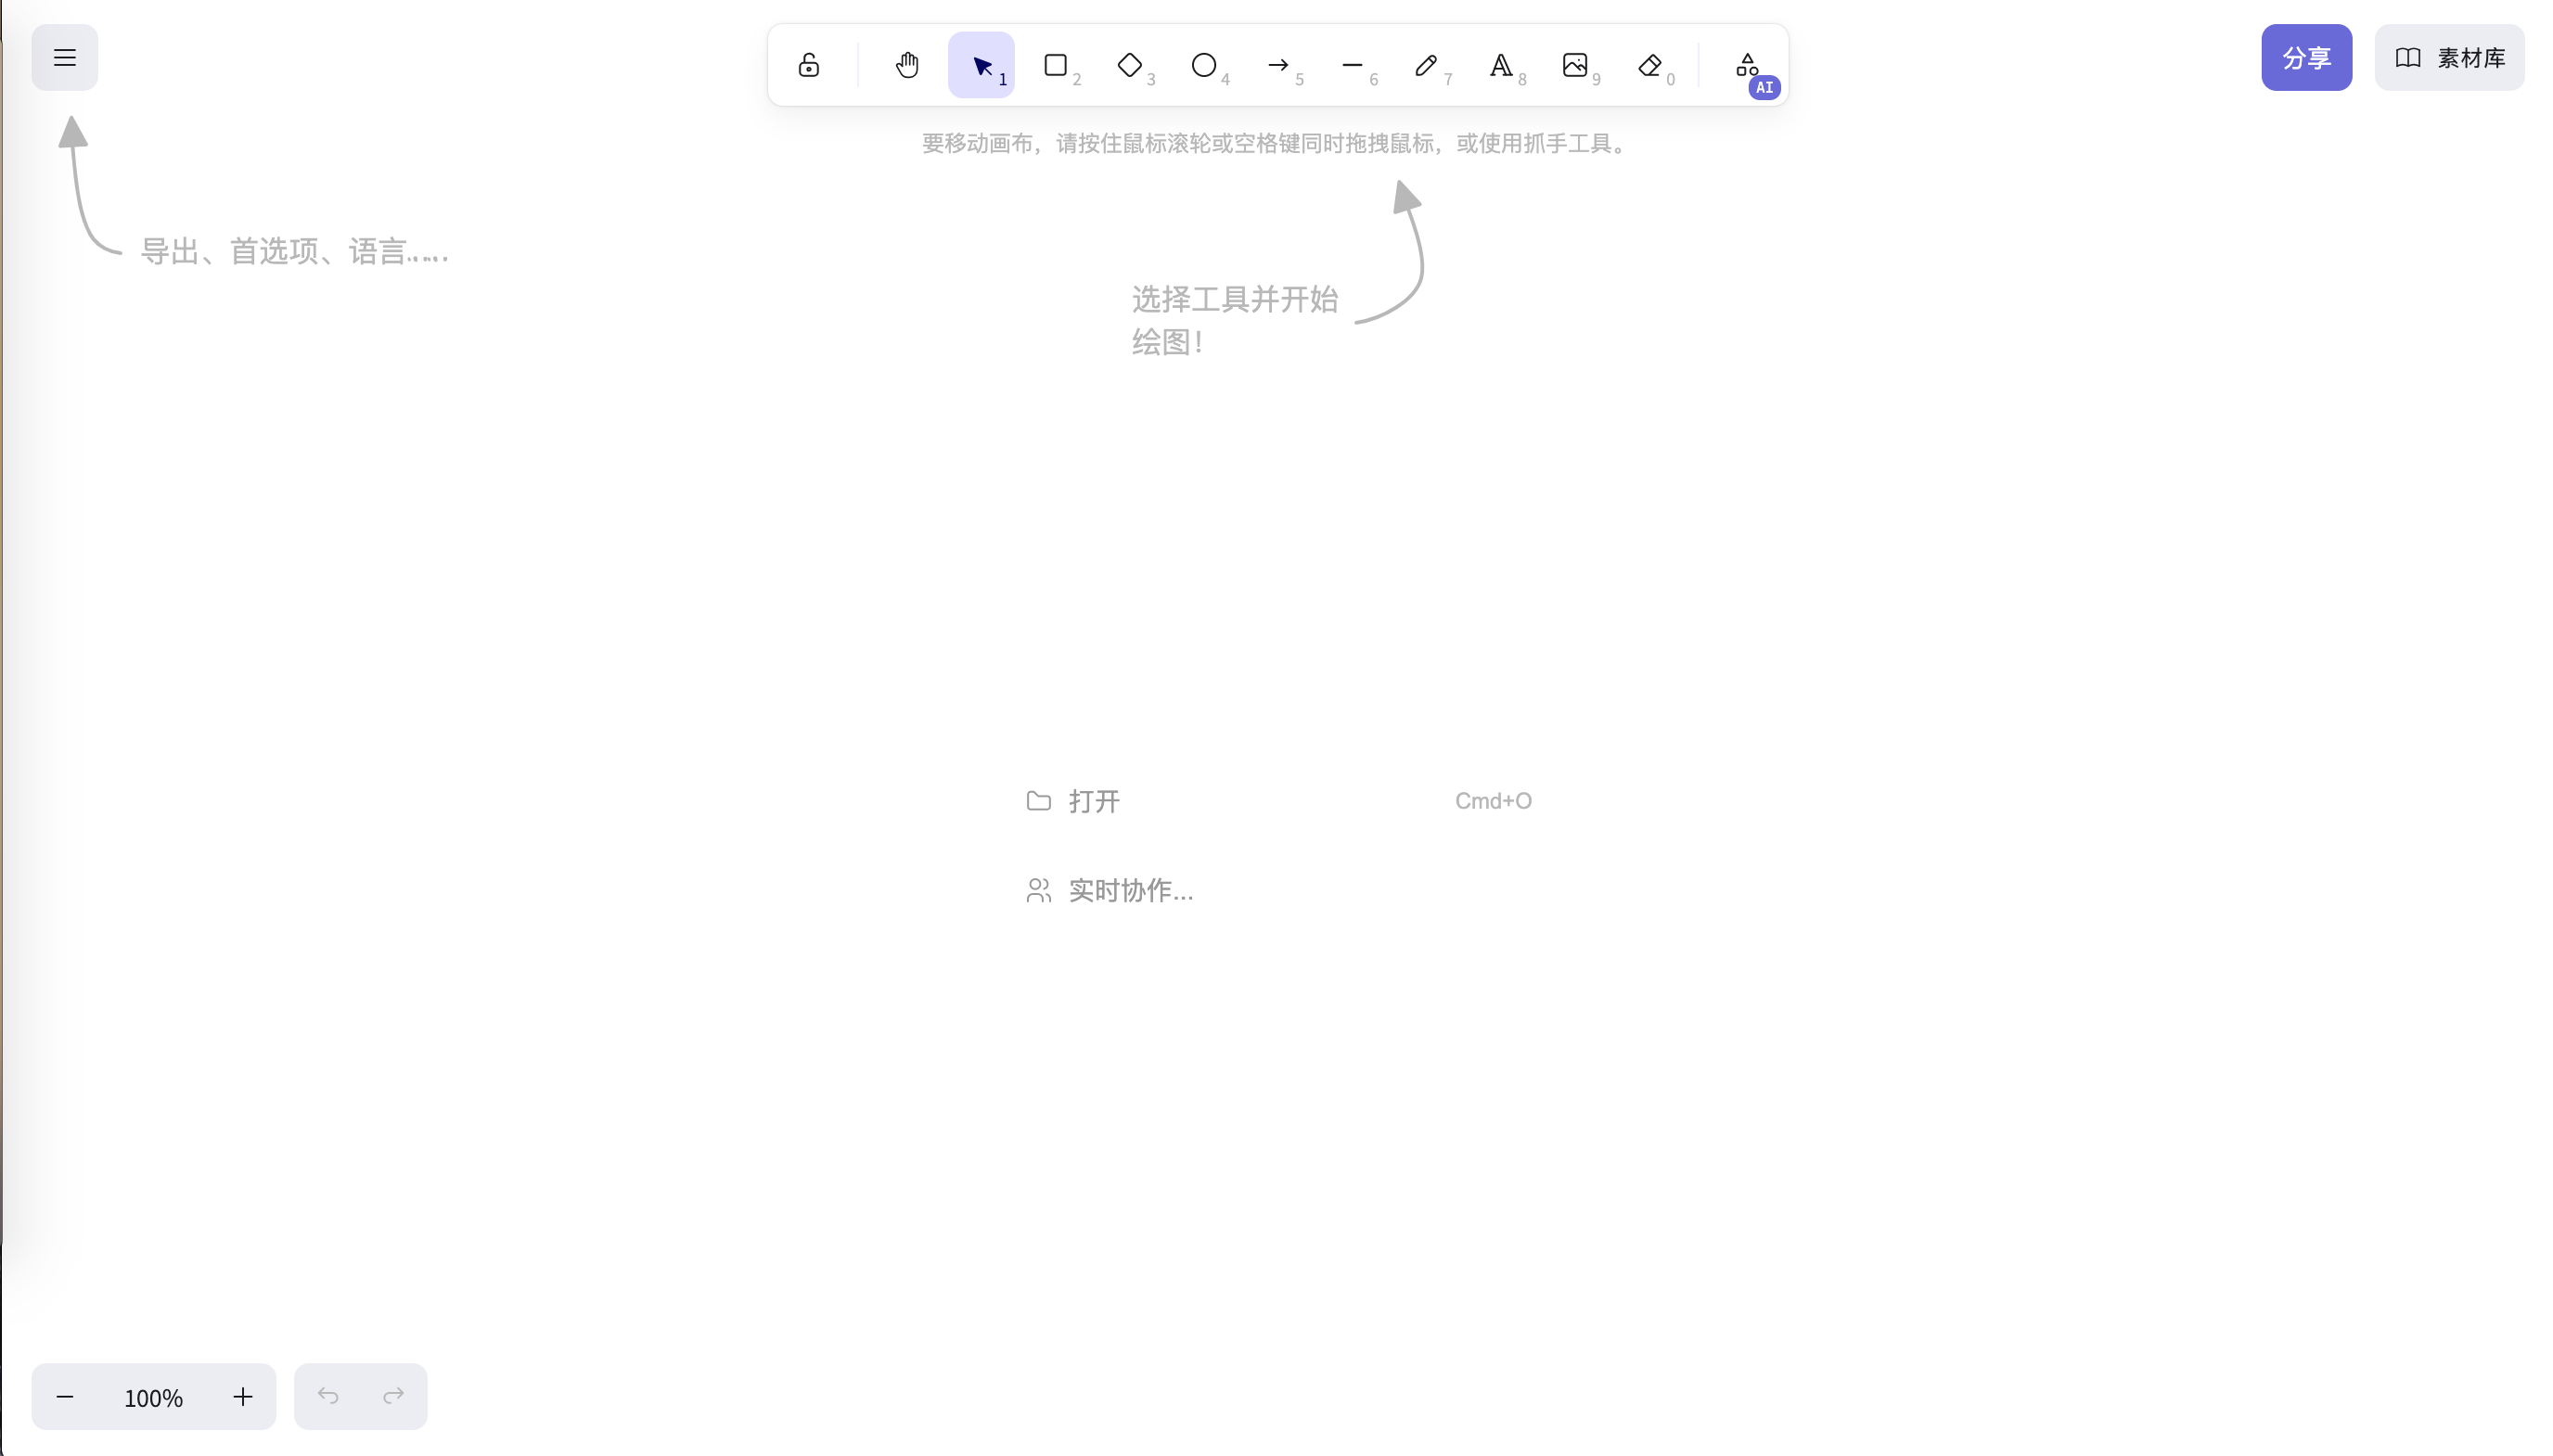 1 2 3 4 5 6 7 8 9 0 AI
分享
素材库
要移动画布，请按住鼠标滚轮或空格键同时拖拽鼠标，或使用抓手工具。
导出、首选项、语言……
选择工具并开始
绘图！
打开 Cmd+O
实时协作...
100%